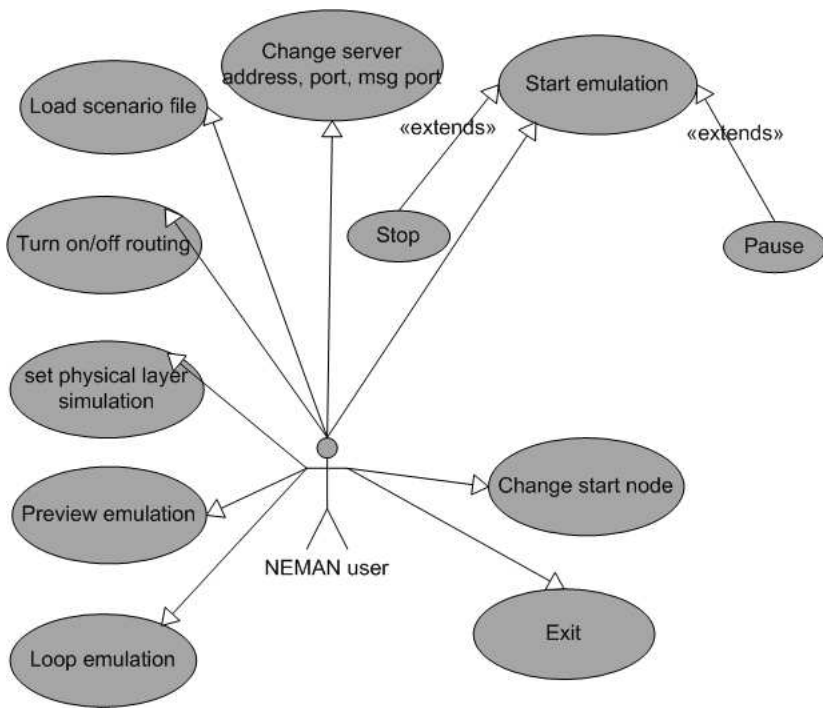 Change server
address, port, msg port
Load scenario file
Start emulation
«extends»
«extends»
Stop
Pause
Turn on/off routing
set physical layer
simulation
Preview emulation
Change start node
NEMAN user
Loop emulation
Exit